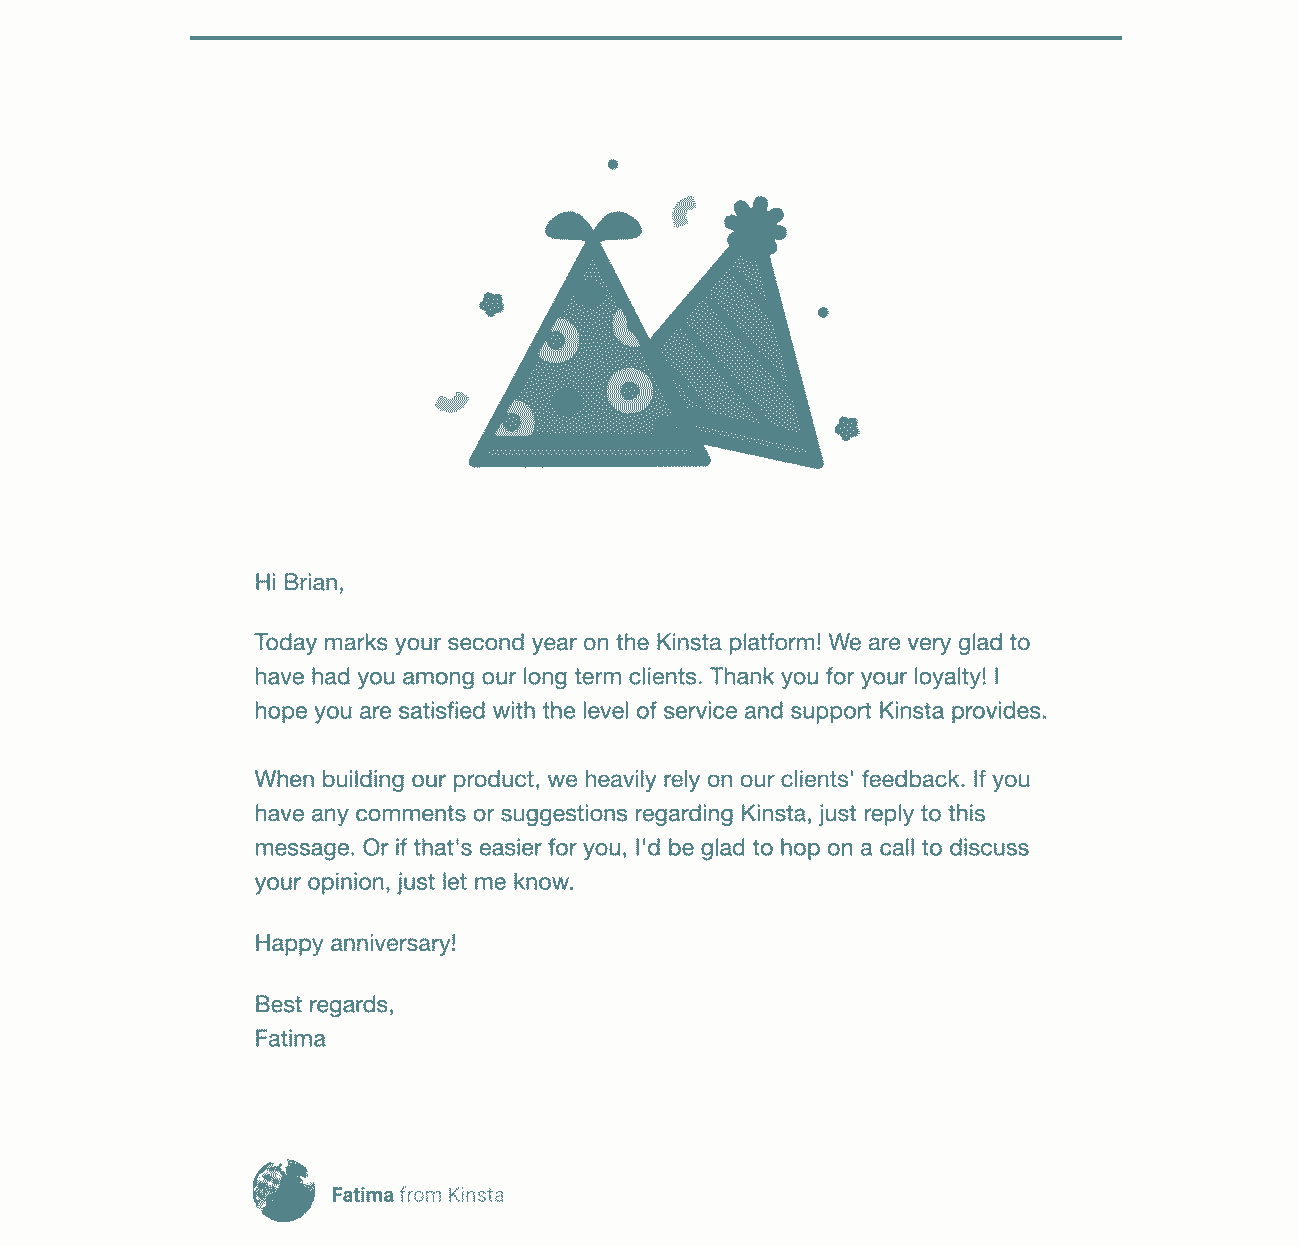 Hi Brian,
Today marks your second year on the Kinsta platform! We are very glad to
have had you among our long term clients. Thank you for your loyalty! I
hope you are satisfied with the level of service and support Kinsta provides.
When building our product, we heavily rely on our clients' feedback. If you
have any comments or suggestions regarding Kinsta, just reply to this
message. Or if that's easier for you, I'd be glad to hop on a call to discuss
your opinion, just let me know.
Happy anniversary!
Best regards,
Fatima
Fatima from Kinsta